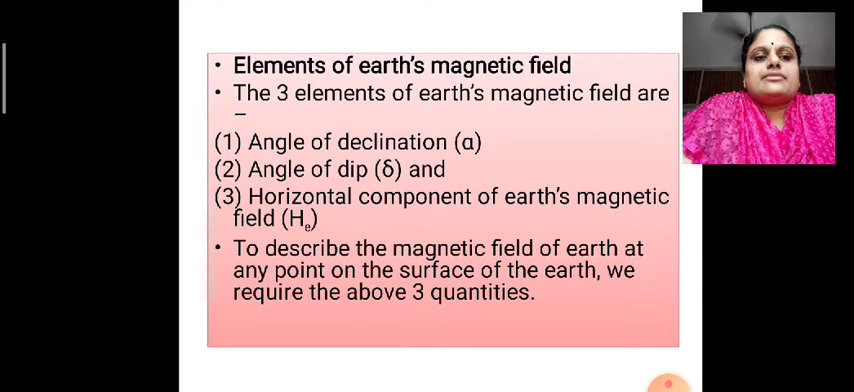 • Elements of earth's magnetic field
• The 3 elements of earth's magnetic field are
–
(1) Angle of declination (α)
(2) Angle of dip (δ) and
(3) Horizontal component of earth's magnetic
field (Hₑ)
• To describe the magnetic field of earth at
any point on the surface of the earth, we
require the above 3 quantities.